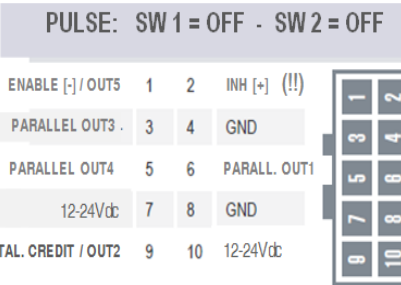 PULSE: SW 1 = OFF - SW 2 = OFF
ENABLE [-] / OUT5 1 2 INH [+] (!!)
PARALLEL OUT3 . 3 4 GND
PARALLEL OUT4 5 6 PARALL. OUT1
12-24Vdc 7 8 GND
TAL. CREDIT / OUT2 9 10 12-24Vdc
1 2
3 4
5 6
7 8
9 10